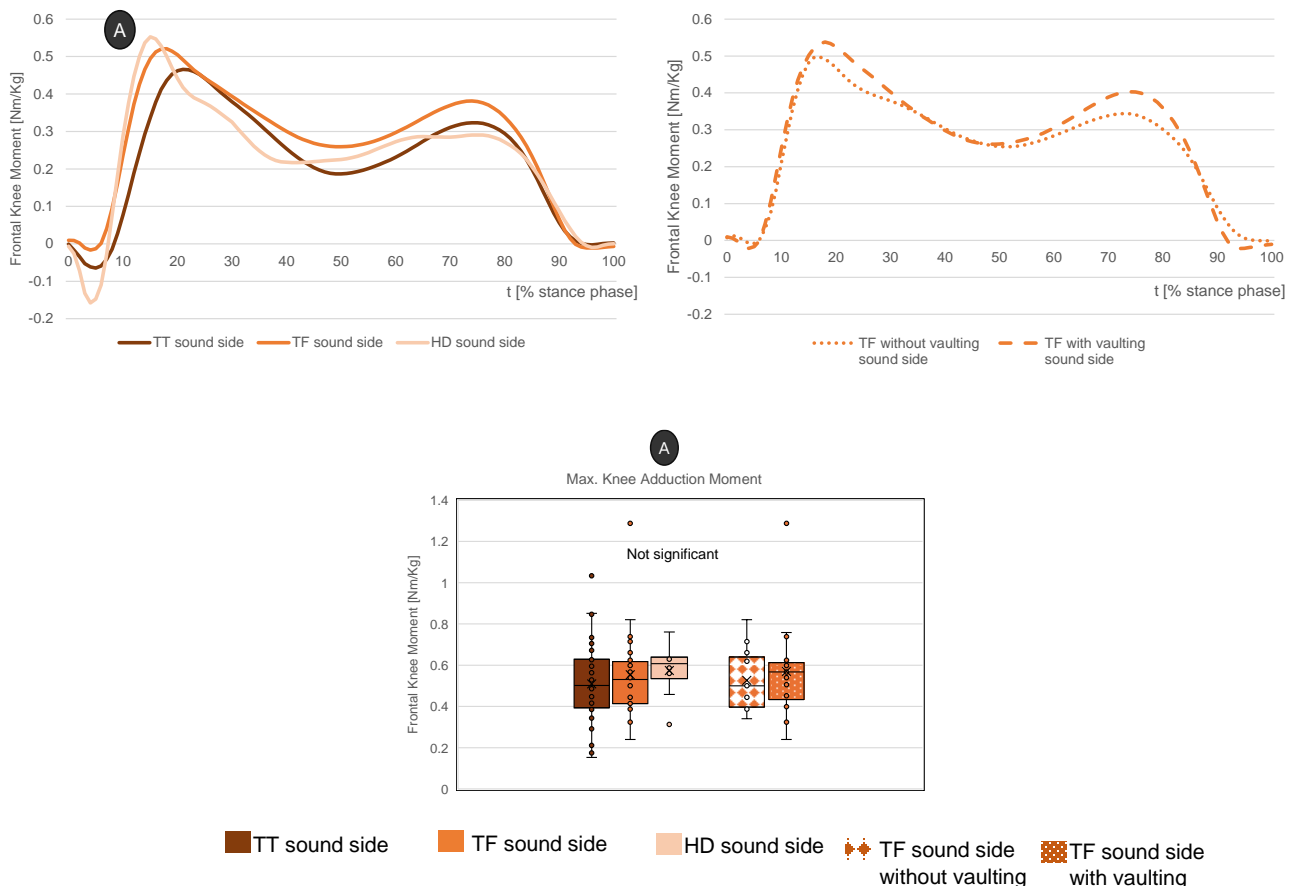 A
Frontal Knee Moment [Nm/Kg]
0.6
0.5
0.4
0.3
0.2
0.1
0
-0.1
-0.2
0 10 20 30 40 50 60 70 80 90 100
t [% stance phase]
TT sound side TF sound side HD sound side
Frontal Knee Moment [Nm/Kg]
0.6
0.5
0.4
0.3
0.2
0.1
0
-0.1
-0.2
0 10 20 30 40 50 60 70 80 90 100
t [% stance phase]
TF without vaulting
sound side
TF with vaulting
sound side
A
Max. Knee Adduction Moment
Frontal Knee Moment [Nm/Kg]
1.4
1.2
1
0.8
0.6
0.4
0.2
0
Not significant
TT sound side
TF sound side
HD sound side
TF sound side
without vaulting
TF sound side
with vaulting